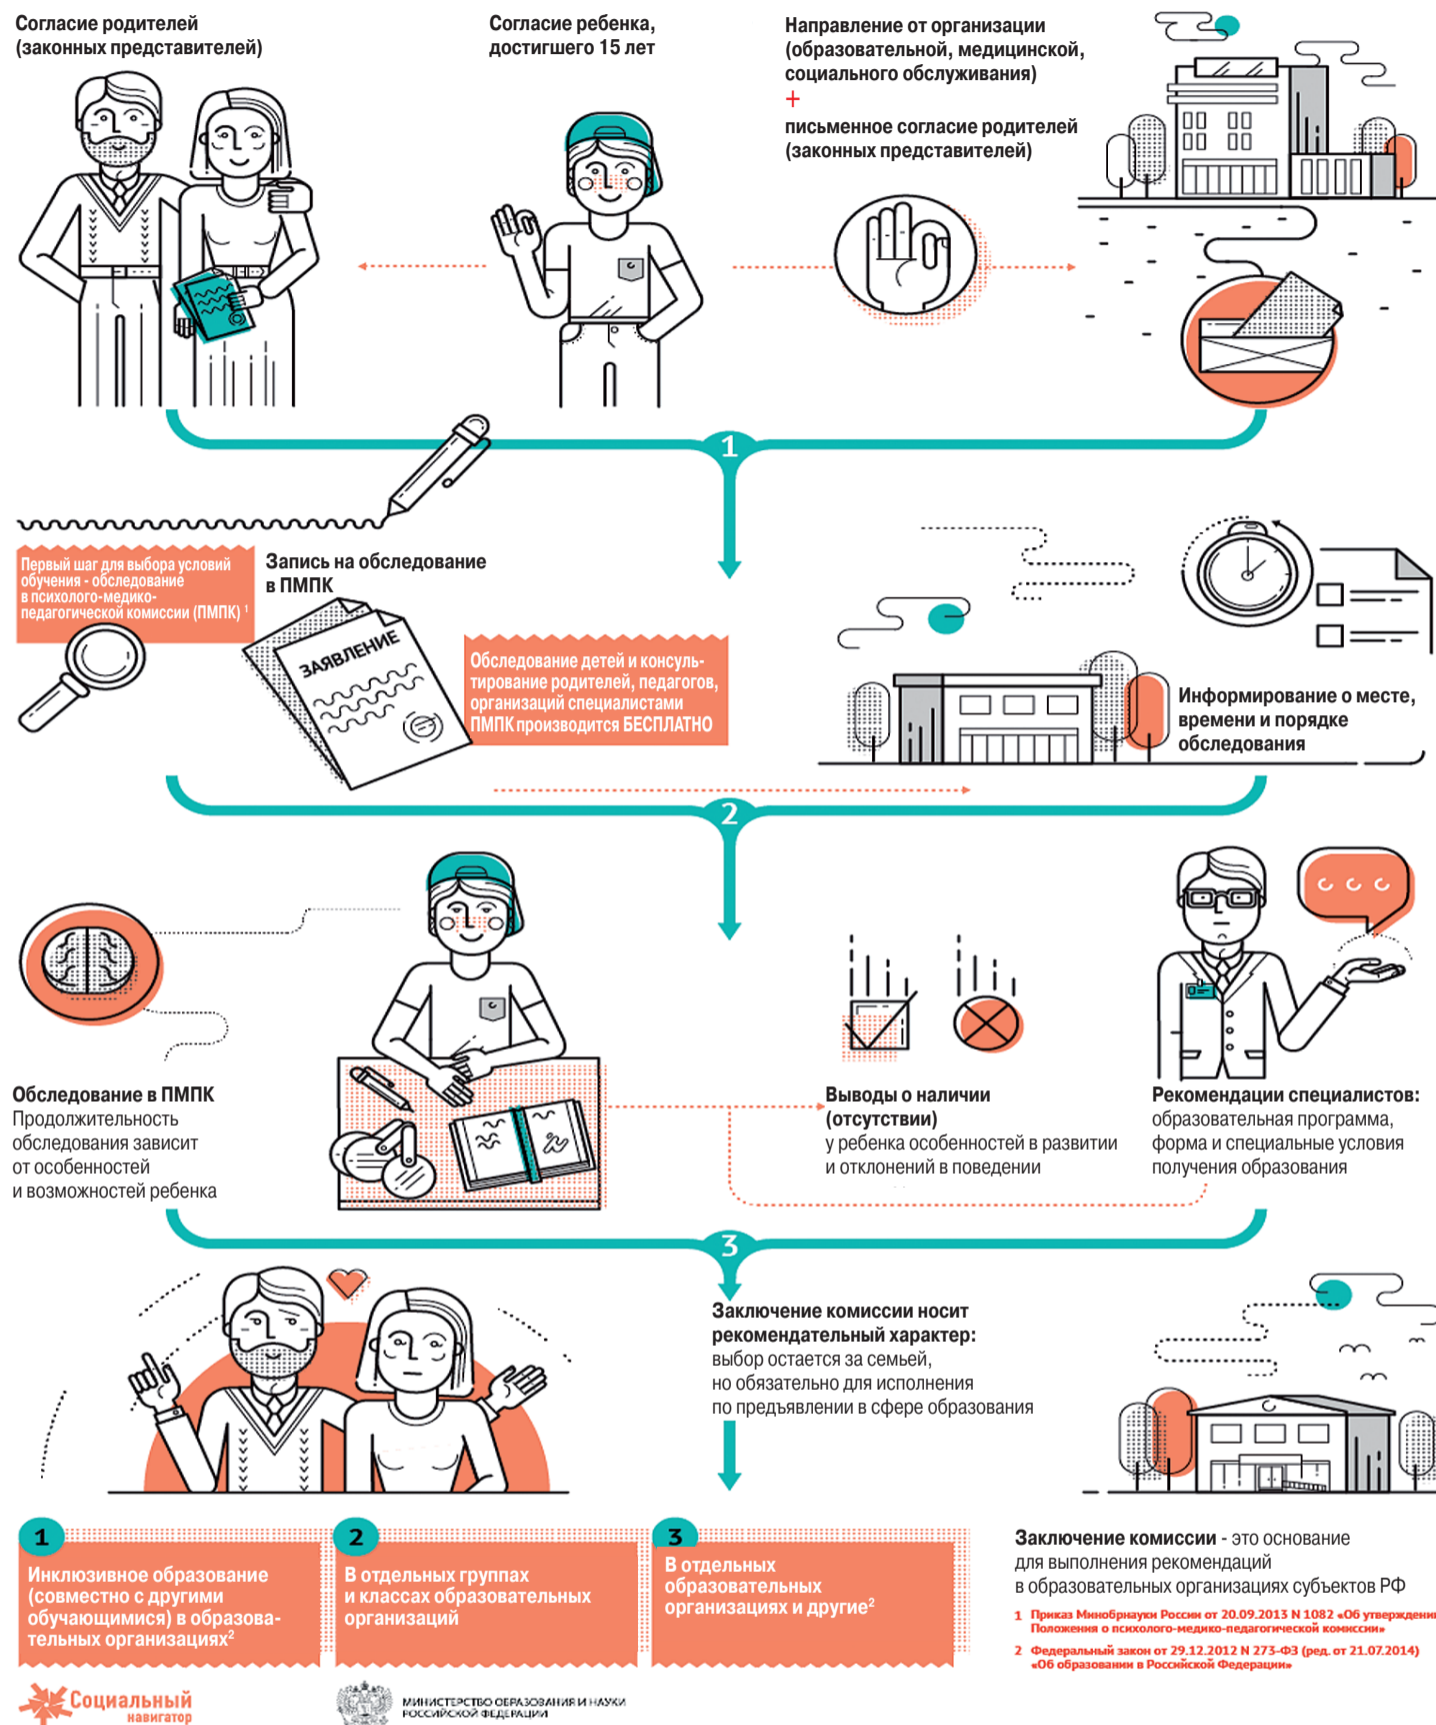 Согласие родителей
(законных представителей)
Согласие ребенка,
достигшего 15 лет
Направление от организации
(образовательной, медицинской,
социального обслуживания)
+
письменное согласие родителей
(законных представителей)
1
Первый шаг для выбора условий
обучения - обследование
в психолого-медико-
педагогической комиссии (ПМПК) 1
Запись на обследование
в ПМПК
ЗАЯВЛЕНИЕ
Обследование детей и консуль-
тирование родителей, педагогов,
организаций специалистами
ПМПК производится БЕСПЛАТНО
Информирование о месте,
времени и порядке
обследования
2
Обследование в ПМПК
Продолжительность
обследования зависит
от особенностей
и возможностей ребенка
Выводы о наличии
(отсутствии)
у ребенка особенностей в развитии
и отклонений в поведении
Рекомендации специалистов:
образовательная программа,
форма и специальные условия
получения образования
3
Заключение комиссии носит
рекомендательный характер:
выбор остается за семьей,
но обязательно для исполнения
по предъявлении в сфере образования
1
Инклюзивное образование
(совместно с другими
обучающимися) в образова-
тельных организациях2
2
В отдельных группах
и классах образовательных
организаций
3
В отдельных
образовательных
организациях и другие2
Заключение комиссии - это основание
для выполнения рекомендаций
в образовательных организациях субъектов РФ
1 Приказ Минобрнауки России от 20.09.2013 N 1082 «Об утверждени
Положения о психолого-медико-педагогической комиссии»
2 Федеральный закон от 29.12.2012 N 273-ФЗ (ред. от 21.07.2014)
«Об образовании в Российской Федерации»
Социальный
навигатор
МИНИСТЕРСТВО ОБРАЗОВАНИЯ И НАУКИ
РОССИЙСКОЙ ФЕДЕРАЦИИ